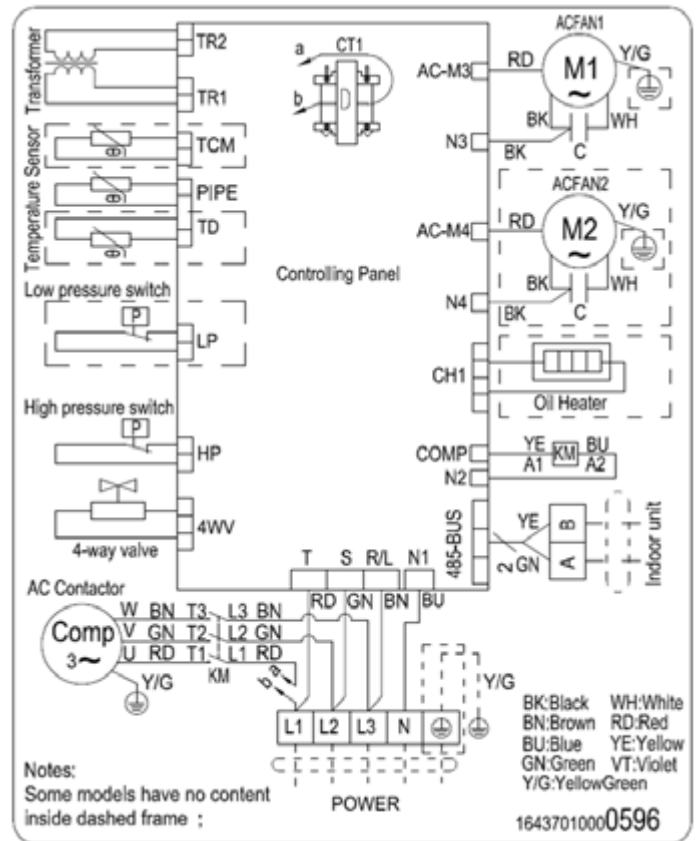 Transformer
TR2
TR1
Temperature Sensor
TCM
PIPE
TD
Low pressure switch
P
LP
High pressure switch
P
HP
4WV
4-way valve
a
CT1
b
Controlling Panel
ACFAN1
AC-M3
RD
M1
~
Y/G
BK
WH
N3
BK
C
ACFAN2
AC-M4
RD
M2
~
Y/G
BK
WH
N4
BK
C
CH1
Oil Heater
COMP
YE
KM
BU
N2
A1
A2
485-BUS
YE
B
2
GN
A
Indoor unit
T S R/L N1
RD GN BN BU
AC Contactor
Comp
3~
W BN T3 L3 BN
V GN T2 L2 GN
U RD T1 L1 RD
KM
a
b
Y/G
Y/G
L1 L2 L3 N
POWER
BK:Black WH:White
BN:Brown RD:Red
BU:Blue YE:Yellow
GN:Green VT:Violet
Y/G:YellowGreen
Notes:
Some models have no content
inside dashed frame ;
16437010000596